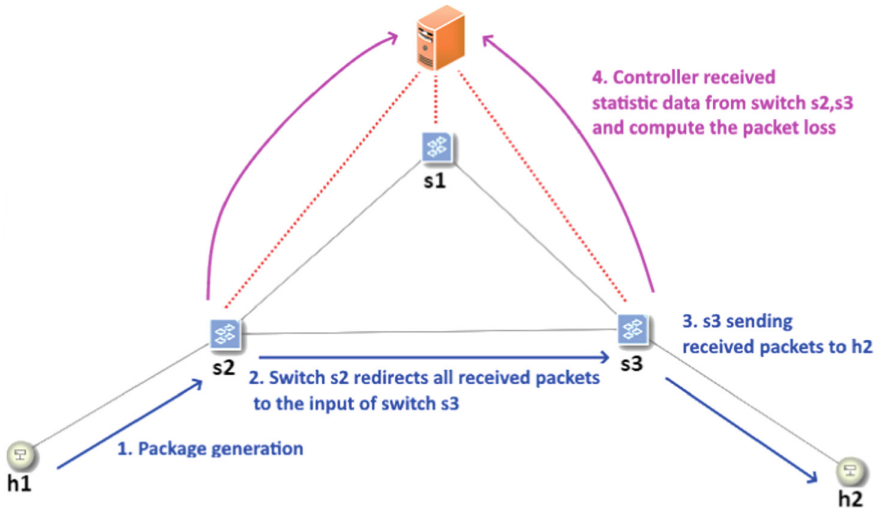 4. Controller received
statistic data from switch s2,s3
and compute the packet loss
s1
3. s3 sending
received packets to h2
s2
s3
2. Switch s2 redirects all received packets
to the input of switch s3
1. Package generation
h1
h2